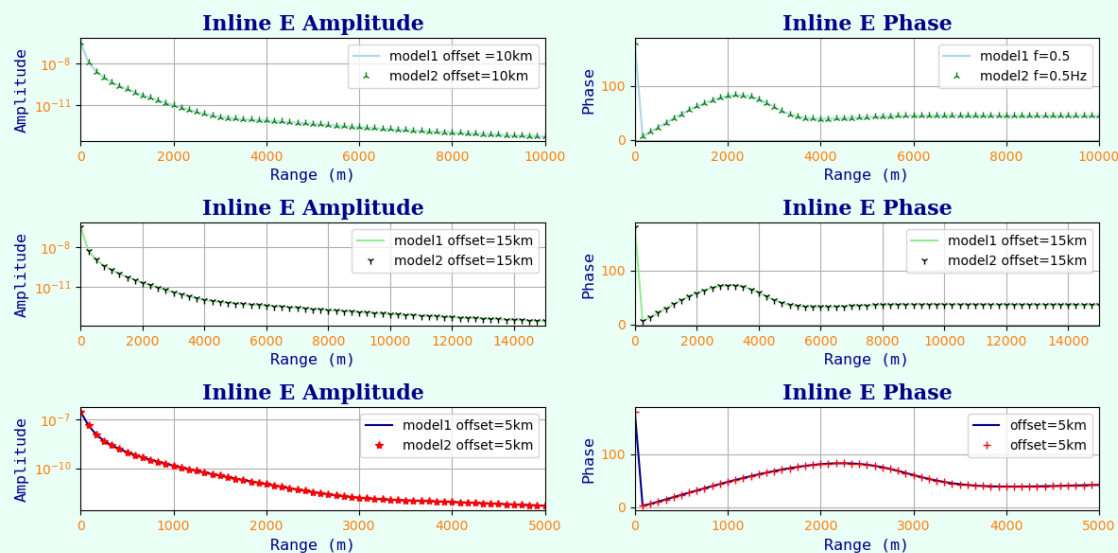 Inline E Amplitude
Amplitude
10⁻⁸
10⁻¹¹
model1 offset =10km
model2 offset=10km
0 2000 4000 6000 8000 10000
Range (m)
Inline E Phase
Phase
100
0
model1 f=0.5
model2 f=0.5Hz
0 2000 4000 6000 8000 10000
Range (m)
Inline E Amplitude
Amplitude
10⁻⁸
10⁻¹¹
model1 offset=15km
model2 offset=15km
0 2000 4000 6000 8000 10000 12000 14000
Range (m)
Inline E Phase
Phase
100
0
model1 offset=15km
model2 offset=15km
0 2000 4000 6000 8000 10000 12000 14000
Range (m)
Inline E Amplitude
Amplitude
10⁻⁷
10⁻¹⁰
model1 offset=5km
model2 offset=5km
0 1000 2000 3000 4000 5000
Range (m)
Inline E Phase
Phase
100
0
offset=5km
offset=5km
0 1000 2000 3000 4000 5000
Range (m)